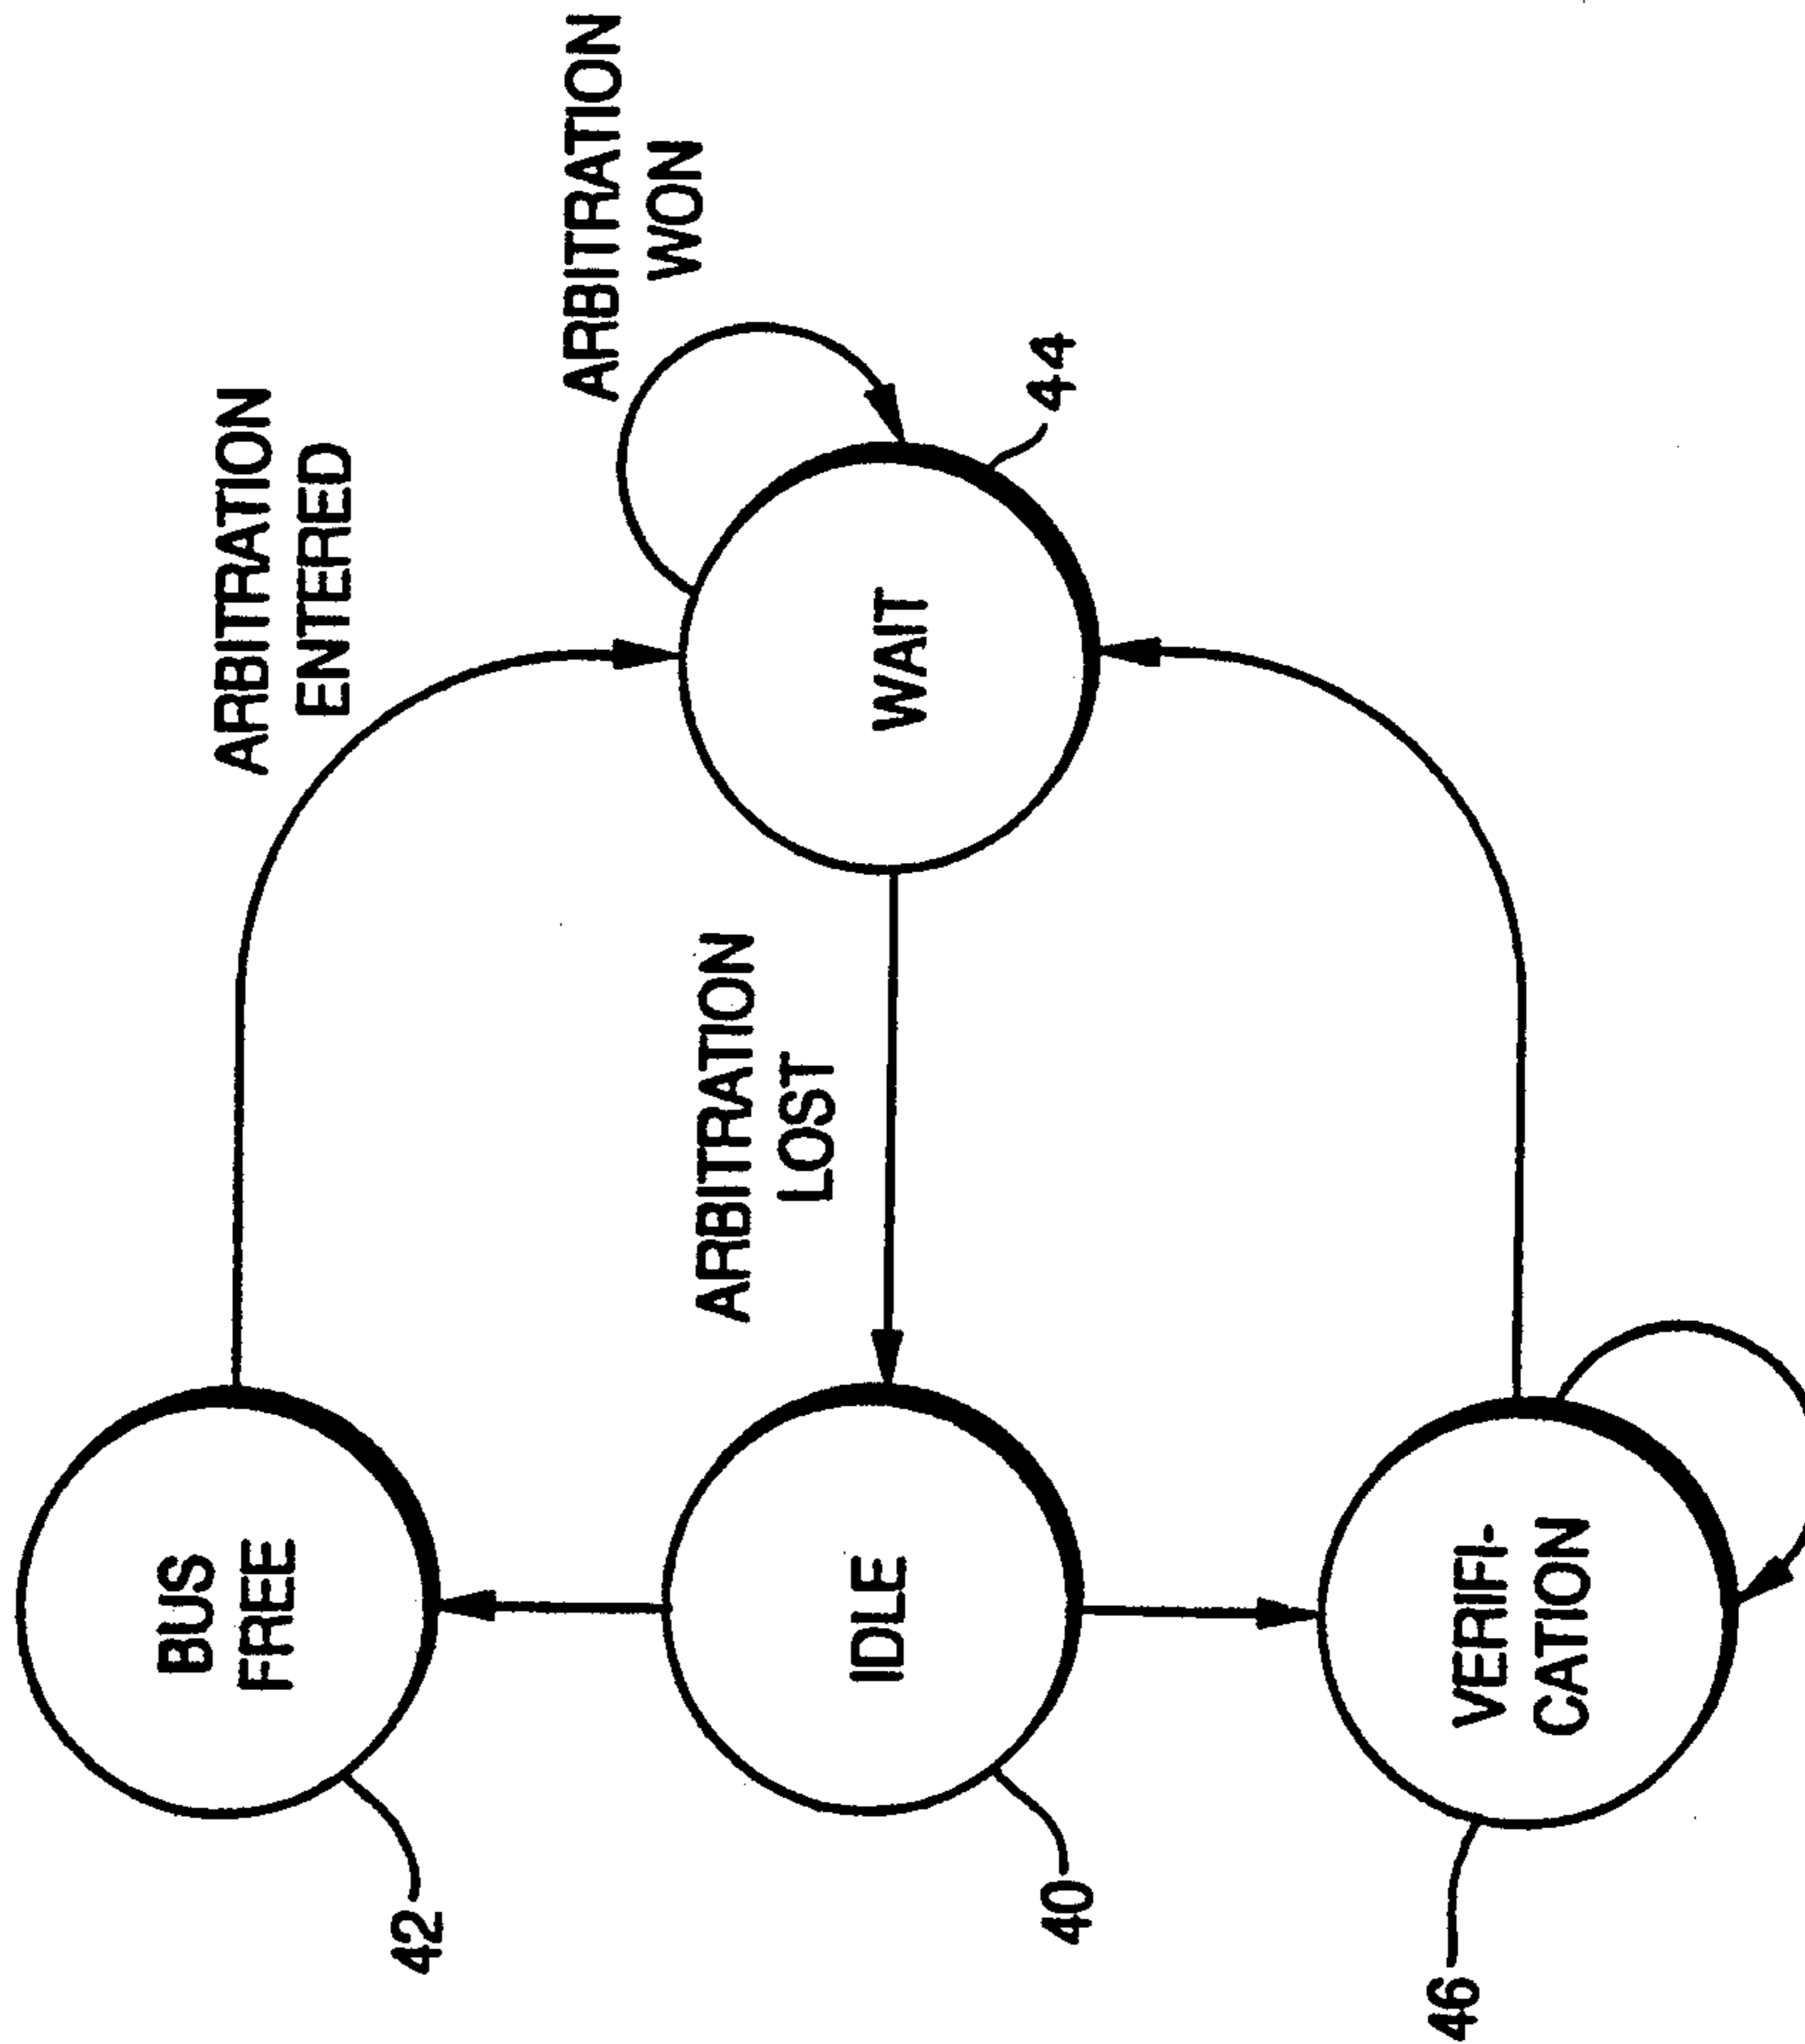 BUS
FREE
42
ARBITRATION
ENTERED
ARBITRATION
WON
IDLE
40
ARBITRATION
LOST
WAIT
44
VERIFI-
CATION
46